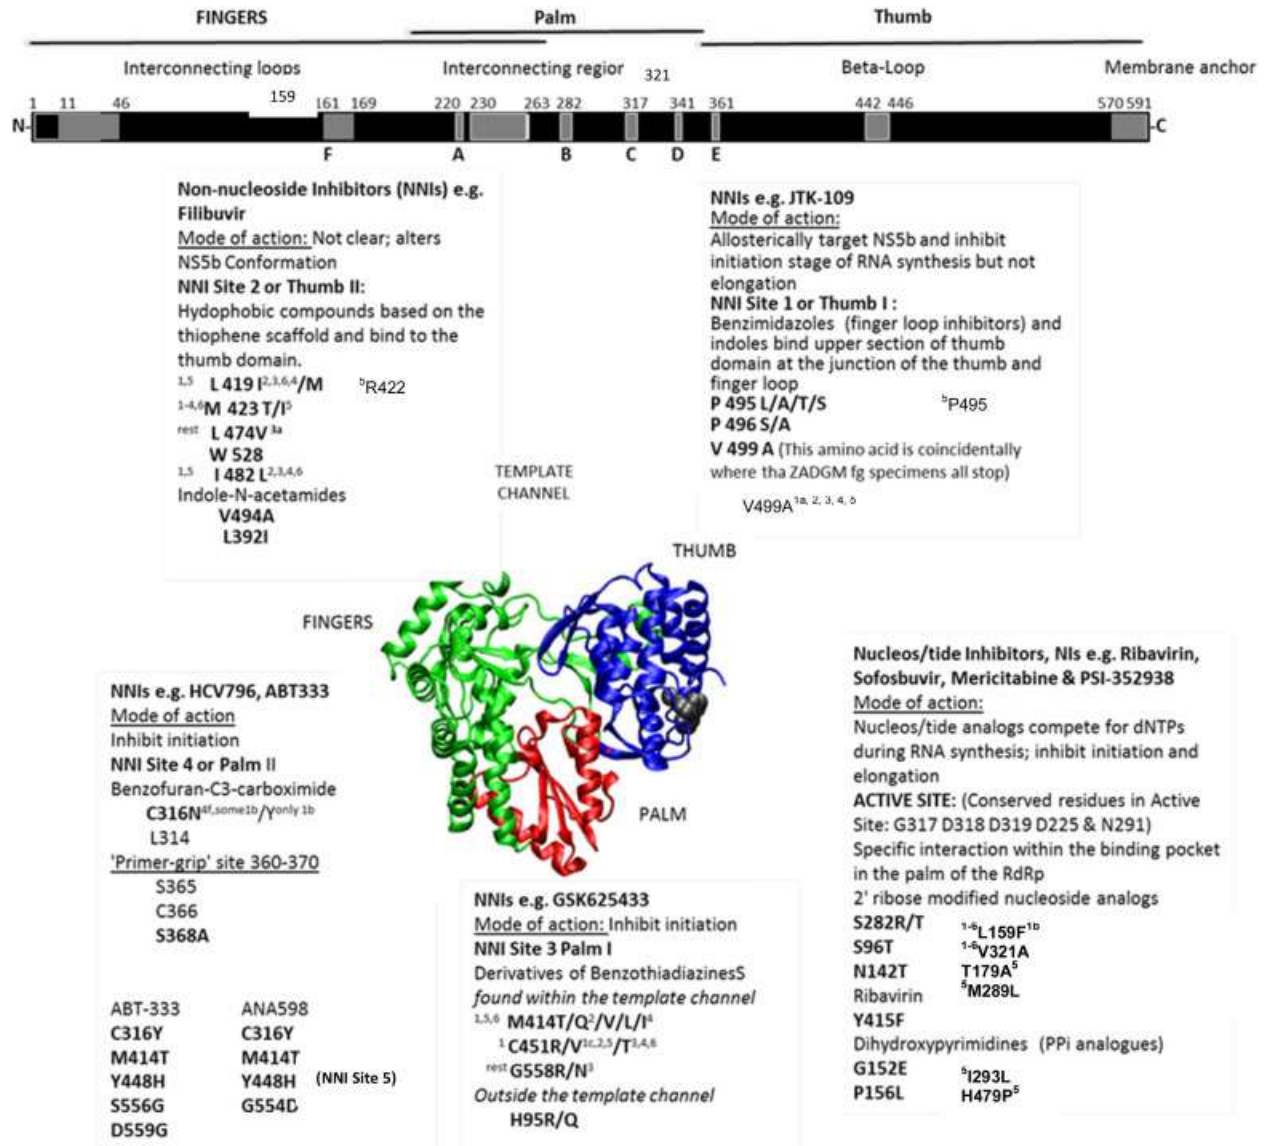 FINGERS Palm Thumb
Interconnecting loops Interconnecting region 321 Beta-Loop Membrane anchor
1 11 46 159 161 169 220 230 263 282 317 341 361 442 446 570 591
N- -C
F A B C D E
Non-nucleoside Inhibitors (NNIs) e.g.
Filibuvir
Mode of action: Not clear; alters
NS5b Conformation
NNI Site 2 or Thumb II:
Hydophobic compounds based on the
thiophene scaffold and bind to the
thumb domain.
1,5 L 419 I2,3,6,4/M 5R422
1-4,6M 423 T/I5
rest L 474V 3a
W 528
1,5 I 482 L2,3,4,6
Indole-N-acetamides
V494A
L392I
NNIs e.g. JTK-109
Mode of action:
Allosterically target NS5b and inhibit
initiation stage of RNA synthesis but not
elongation
NNI Site 1 or Thumb I :
Benzimidazoles (finger loop inhibitors) and
indoles bind upper section of thumb
domain at the junction of the thumb and
finger loop
P 495 L/A/T/S 5P495
P 496 S/A
V 499 A (This amino acid is coincidentally
where tha ZADGM fg specimens all stop)
V499A1a, 2, 3, 4, 5
TEMPLATE
CHANNEL
THUMB
FINGERS
PALM
NNIs e.g. HCV796, ABT333
Mode of action
Inhibit initiation
NNI Site 4 or Palm II
Benzofuran-C3-carboximide
C316N4f,some1b/Yonly 1b
L314
'Primer-grip' site 360-370
S365
C366
S368A
ABT-333 ANA598
C316Y C316Y
M414T M414T
Y448H Y448H (NNI Site 5)
S556G G554D
D559G
NNIs e.g. GSK625433
Mode of action: Inhibit initiation
NNI Site 3 Palm I
Derivatives of BenzothiadiazinesS
found within the template channel
1,5,6 M414T/Q2/V/L/I4
1 C451R/V1c,2,5/T3,4,6
rest G558R/N3
Outside the template channel
H95R/Q
Nucleos/tide Inhibitors, NIs e.g. Ribavirin,
Sofosbuvir, Mericitabine & PSI-352938
Mode of action:
Nucleos/tide analogs compete for dNTPs
during RNA synthesis; inhibit initiation and
elongation
ACTIVE SITE: (Conserved residues in Active
Site: G317 D318 D319 D225 & N291)
Specific interaction within the binding pocket
in the palm of the RdRp
2' ribose modified nucleoside analogs
S282R/T 1-6L159F1b
S96T 1-6V321A
N142T T179A5
Ribavirin 5M289L
Y415F
Dihydroxypyrimidines (PPi analogues)
G152E 5I293L
P156L H479P5